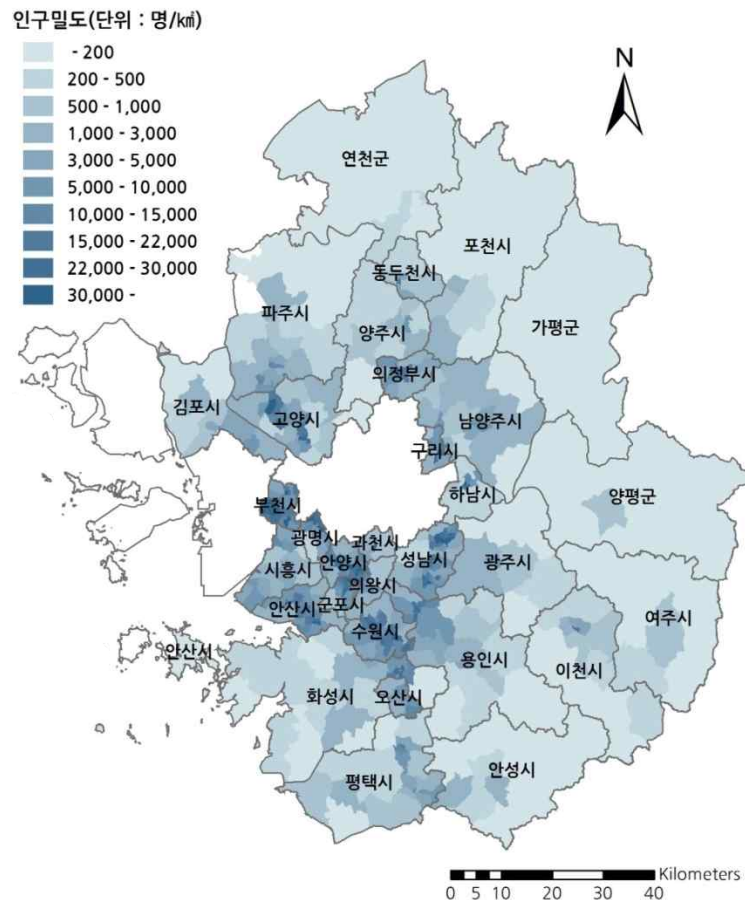 인구밀도(단위 : 명/㎢)
- 200
200 - 500
500 - 1,000
1,000 - 3,000
3,000 - 5,000
5,000 - 10,000
10,000 - 15,000
15,000 - 22,000
22,000 - 30,000
30,000 -
N
연천군
포천시
동두천시
파주시
양주시
가평군
의정부시
김포시
고양시
남양주시
구리시
하남시
양평군
부천시
광명시
과천시
시흥시
안양시
성남시
광주시
의왕시
안산시
군포시
수원시
여주시
안산시
용인시
이천시
화성시
오산시
평택시
안성시
Kilometers
0 5 10 20 30 40